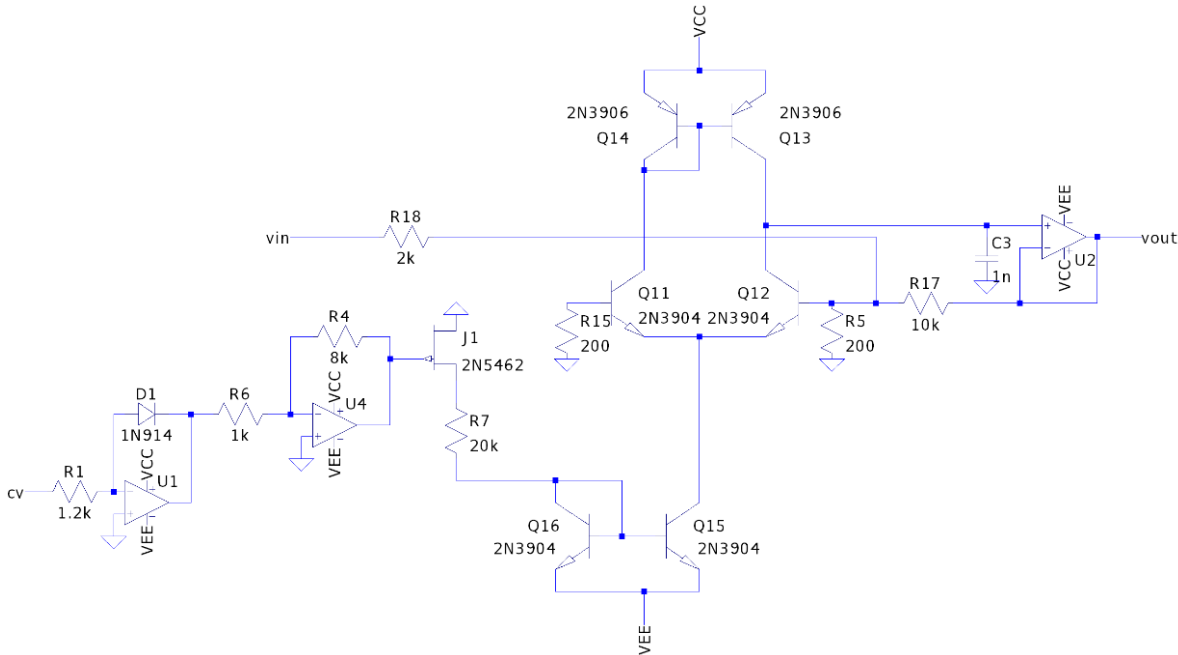 VCC
2N3906
Q14
2N3906
Q13
R18
vin
2k
VEE
+
−
vout
C3
1n
VCC
+
−
U2
R17
10k
Q11
2N3904
Q12
2N3904
R15
200
R5
200
R4
8k
J1
2N5462
D1
1N914
R6
1k
VCC
+
U4
−
+
VEE
−
R7
20k
R1
cv
1.2k
VCC
+
U1
−
+
VEE
−
Q16
2N3904
Q15
2N3904
VEE